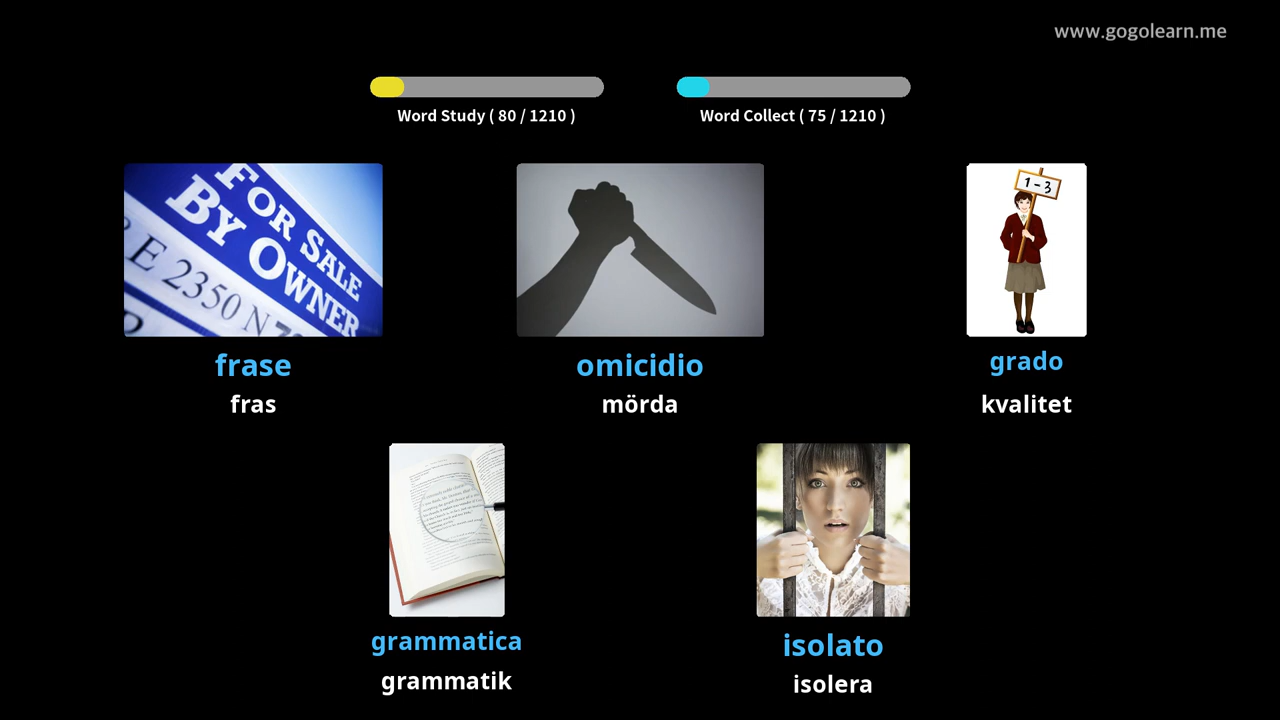 www.gogolearn.me
Word Study ( 80 / 1210 )
Word Collect ( 75 / 1210 )
FOR SALE
BY OWNER
E 2350 N
1 - 3
frase
omicidio
grado
fras
mörda
kvalitet
grammatica
isolato
grammatik
isolera